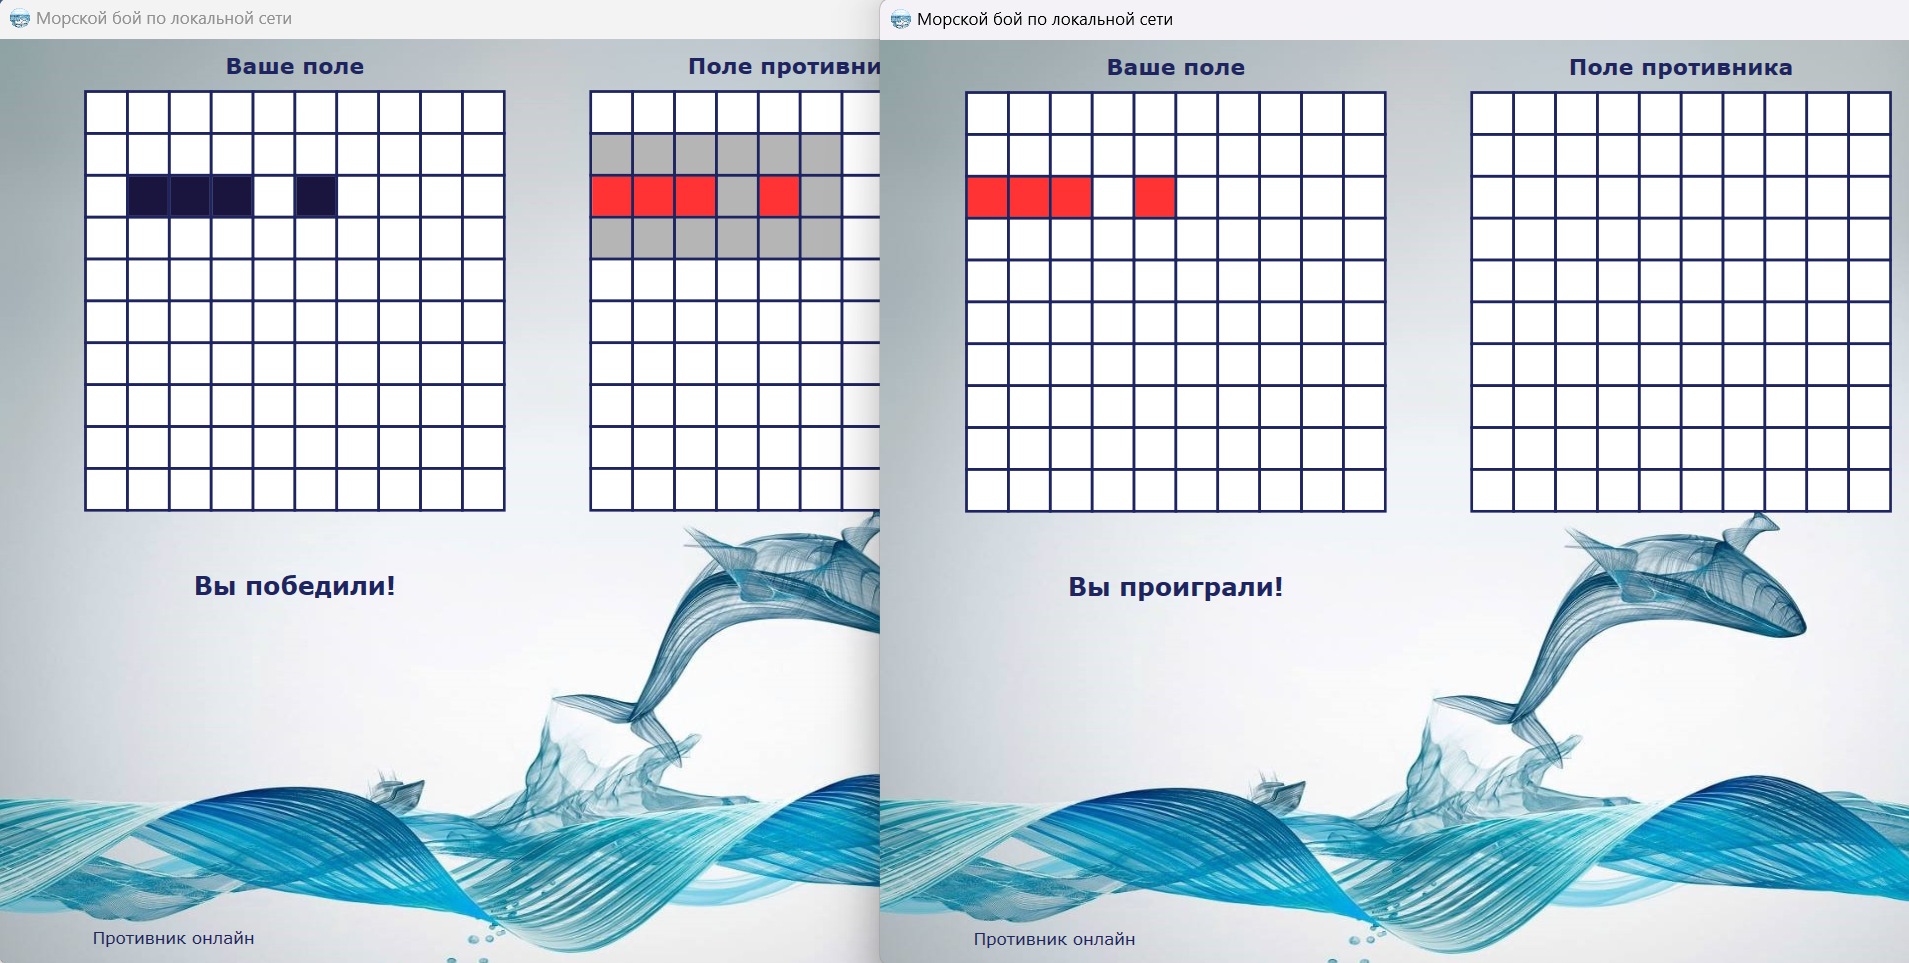 Морской бой по локальной сети
Ваше поле
Поле противни
Вы победили!
Противник онлайн
Морской бой по локальной сети
Ваше поле
Поле противника
Вы проиграли!
Противник онлайн